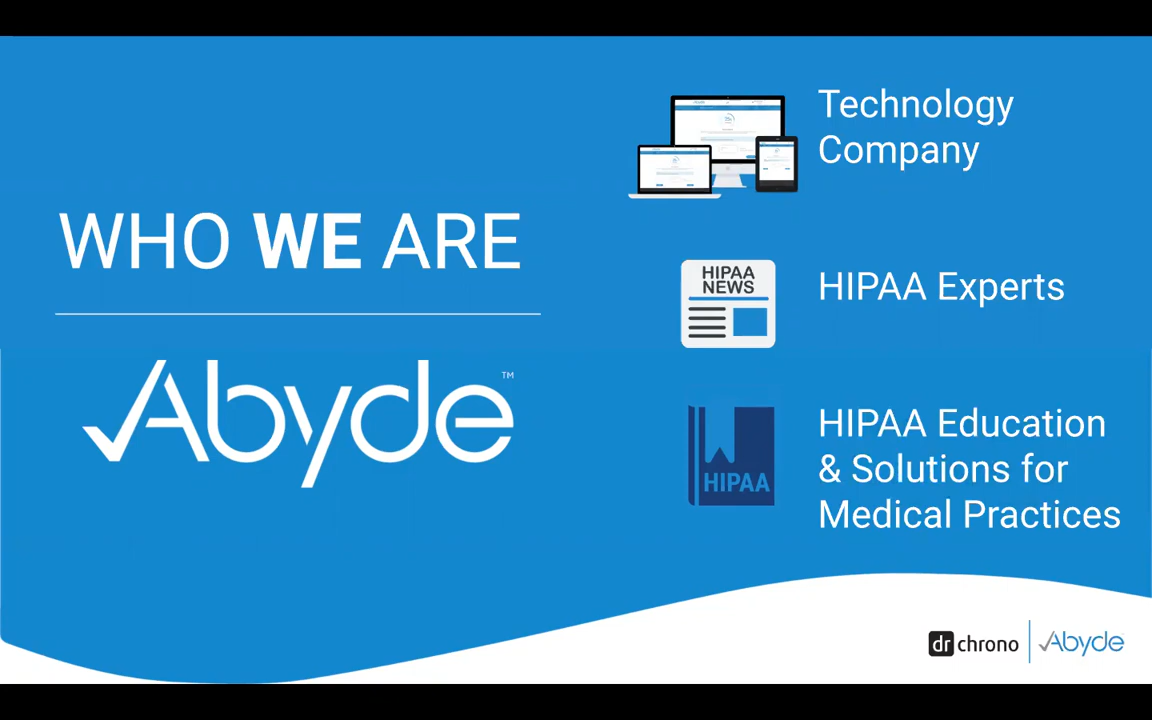 WHO WE ARE
Abyde™
Technology
Company
HIPAA
NEWS
HIPAA Experts
HIPAA
HIPAA Education
& Solutions for
Medical Practices
dr chrono
Abyde